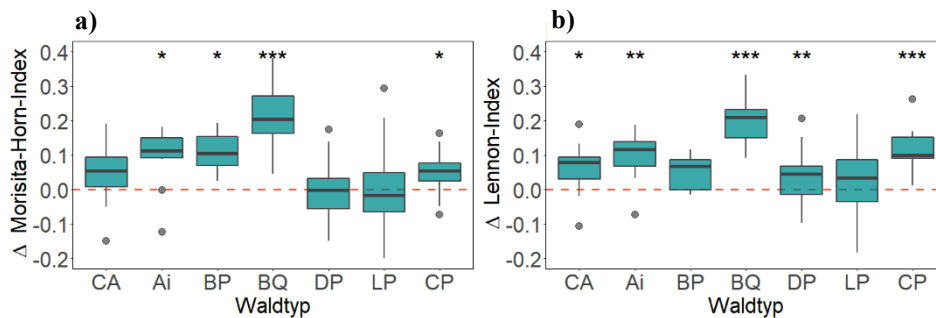 a)
* * *** *
0.4
0.3
0.2
0.1
0.0
-0.1
-0.2
Δ Morisita-Horn-Index
CA Ai BP BQ DP LP CP
Waldtyp
b)
* ** *** ** ***
0.4
0.3
0.2
0.1
0.0
-0.1
-0.2
Δ Lennon-Index
CA Ai BP BQ DP LP CP
Waldtyp